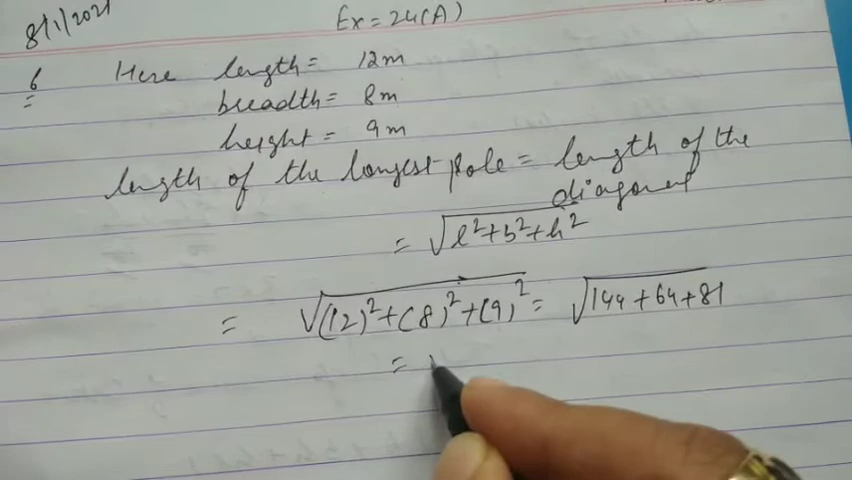 8/1/2021
Ex = 24(A)
6 Here length = 12m
breadth = 8m
height = 9m
length of the longest pole = length of the
diagonal
= √l²+b²+h²
= √(12)²+(8)²+(9)² = √144+64+81
=